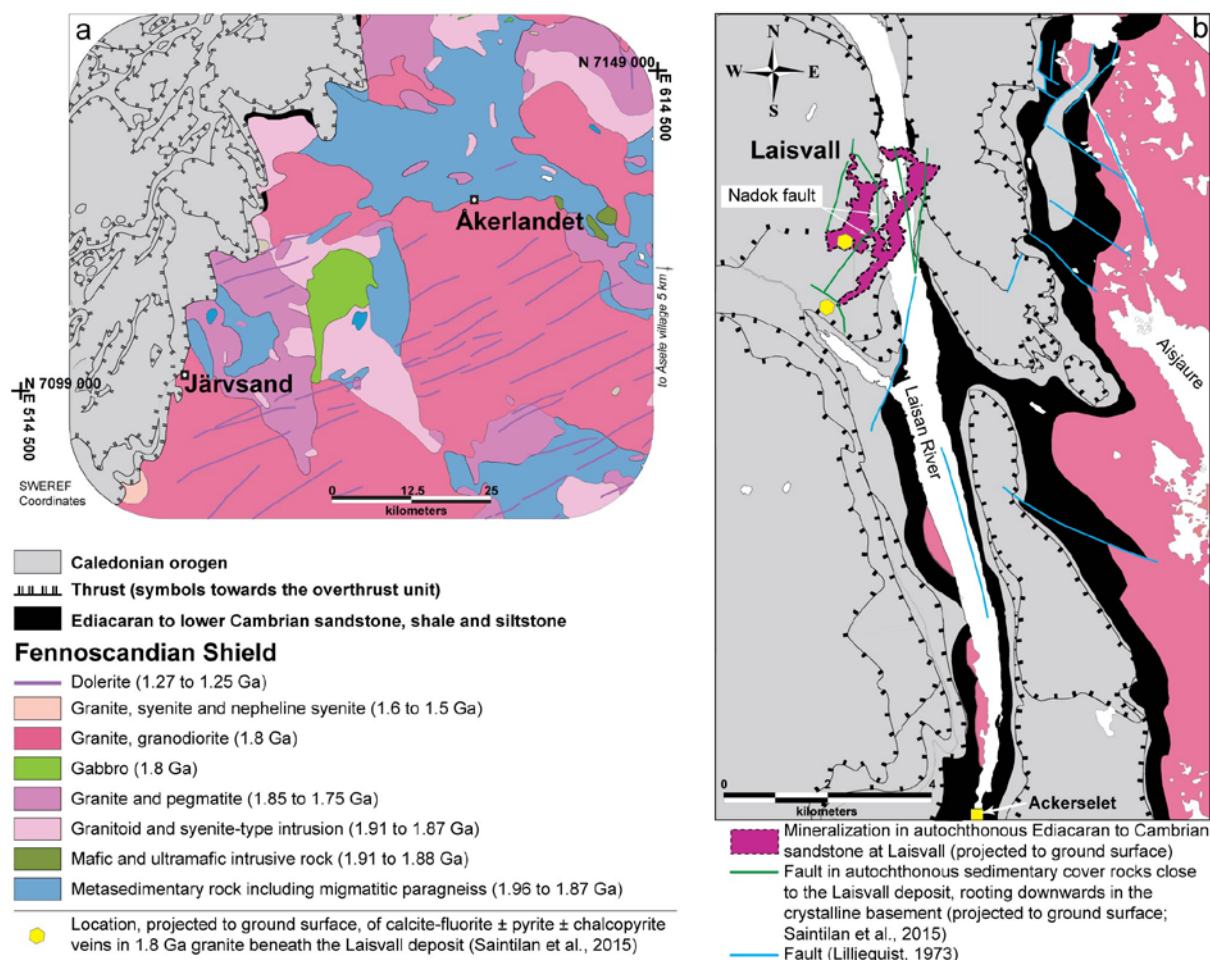 a
N 7149 000
E 614 500
Åkerlandet
to Åsele village 5 km
N 7099 000
E 514 500
Järvsand
SWEREF
Coordinates
0 12.5 25
kilometers
Caledonian orogen
Thrust (symbols towards the overthrust unit)
Ediacaran to lower Cambrian sandstone, shale and siltstone
Fennoscandian Shield
Dolerite (1.27 to 1.25 Ga)
Granite, syenite and nepheline syenite (1.6 to 1.5 Ga)
Granite, granodiorite (1.8 Ga)
Gabbro (1.8 Ga)
Granite and pegmatite (1.85 to 1.75 Ga)
Granitoid and syenite-type intrusion (1.91 to 1.87 Ga)
Mafic and ultramafic intrusive rock (1.91 to 1.88 Ga)
Metasedimentary rock including migmatitic paragneiss (1.96 to 1.87 Ga)
Location, projected to ground surface, of calcite-fluorite ± pyrite ± chalcopyrite
veins in 1.8 Ga granite beneath the Laisvall deposit (Saintilan et al., 2015)
b
N
W E
S
Laisvall
Nadok fault
Aisjaure
Laisan River
0 2 4
kilometers
Ackerselet
Mineralization in autochthonous Ediacaran to Cambrian
sandstone at Laisvall (projected to ground surface)
Fault in autochthonous sedimentary cover rocks close
to the Laisvall deposit, rooting downwards in the
crystalline basement (projected to ground surface;
Saintilan et al., 2015)
Fault (Lilljequist, 1973)